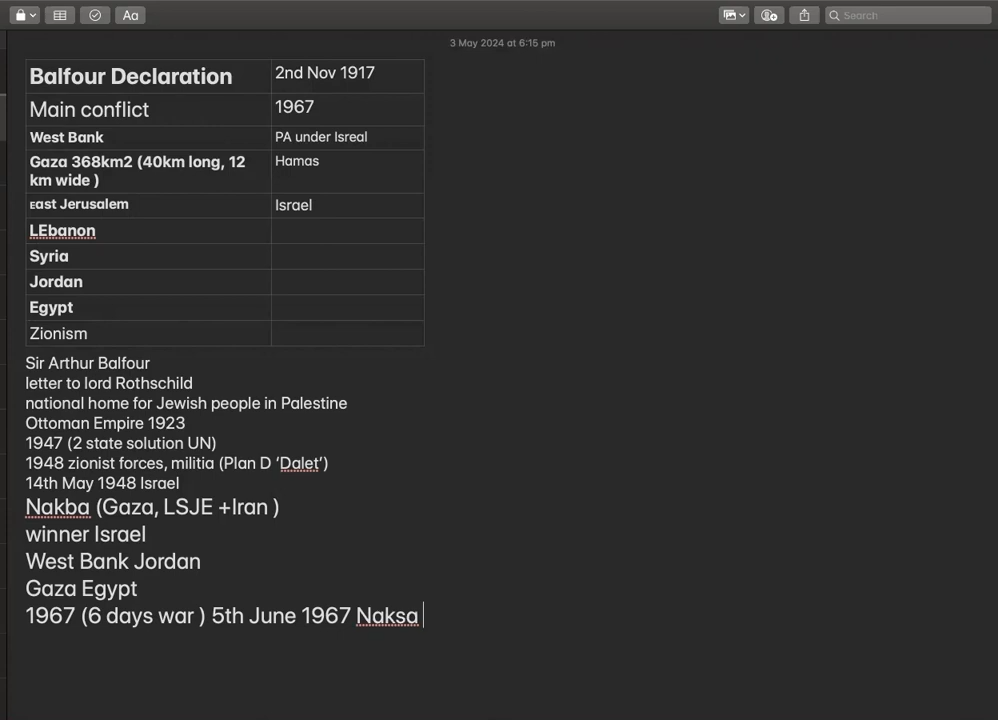 Aa
Search
3 May 2024 at 6:15 pm
Balfour Declaration
2nd Nov 1917
Main conflict
1967
West Bank
PA under Isreal
Gaza 368km2 (40km long, 12
km wide )
Hamas
East Jerusalem
Israel
LEbanon
Syria
Jordan
Egypt
Zionism
Sir Arthur Balfour
letter to lord Rothschild
national home for Jewish people in Palestine
Ottoman Empire 1923
1947 (2 state solution UN)
1948 zionist forces, militia (Plan D ‘Dalet’)
14th May 1948 Israel
Nakba (Gaza, LSJE +Iran )
winner Israel
West Bank Jordan
Gaza Egypt
1967 (6 days war ) 5th June 1967 Naksa